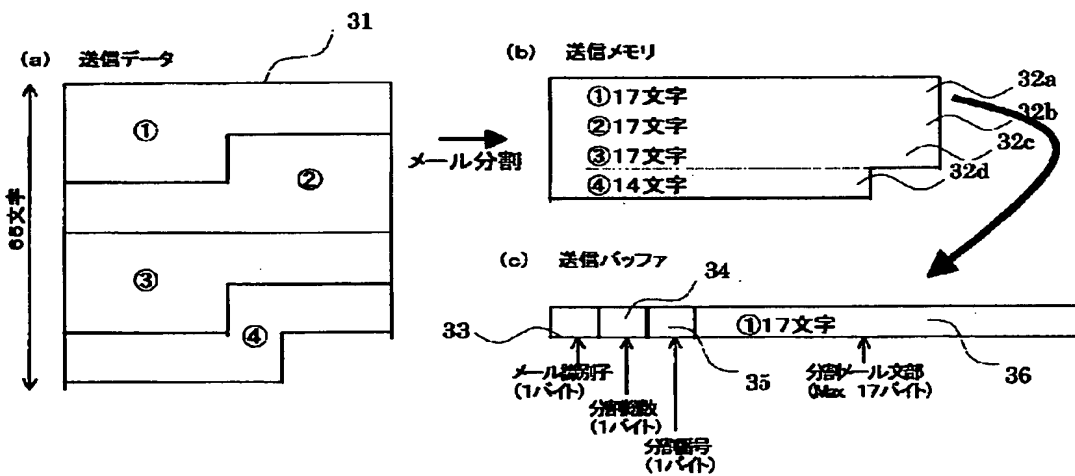 (a) 送信データ
31
65文字
①
②
③
④
メール分割
(b) 送信メモリ
①17文字
②17文字
③17文字
④14文字
32a
32b
32c
32d
(c) 送信バッファ
33
34
①17文字
35
36
メール識別子
(1バイト)
分割総数
(1バイト)
分割番号
(1バイト)
分割メール文部
(Max 17バイト)